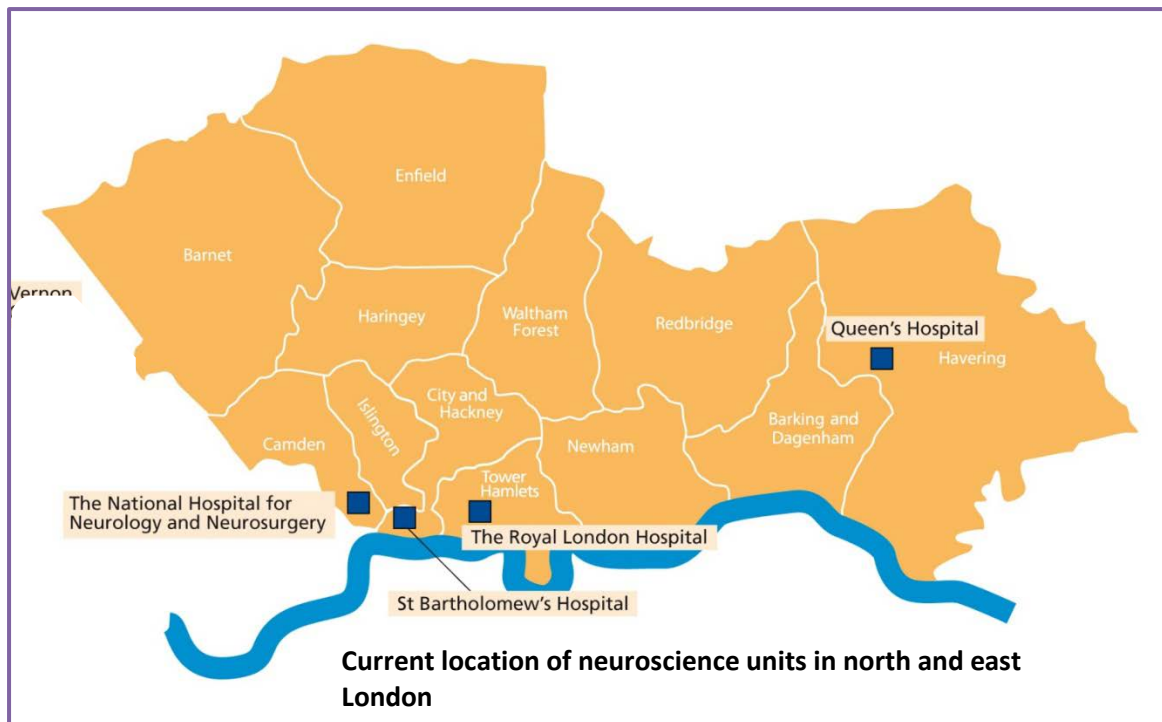 Enfield
Barnet
Vernon
Haringey
Waltham
Forest
Redbridge
Queen's Hospital
Havering
City and
Hackney
Islington
Camden
Barking and
Dagenham
Newham
Tower
Hamlets
The National Hospital for
Neurology and Neurosurgery
The Royal London Hospital
St Bartholomew's Hospital
Current location of neuroscience units in north and east
London